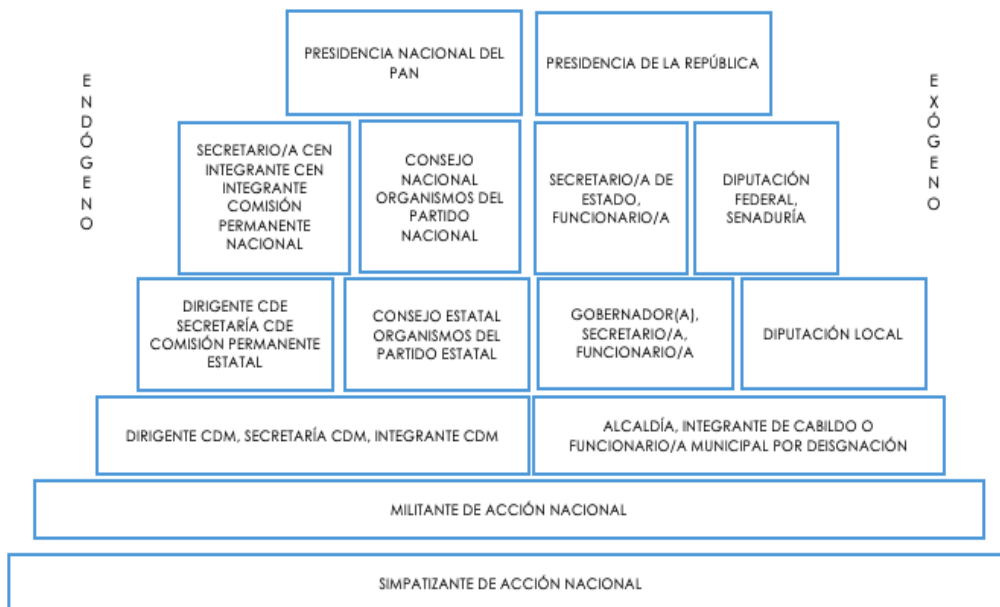 PRESIDENCIA NACIONAL DEL
PAN
PRESIDENCIA DE LA REPÚBLICA
ENDÓGENO
EXÓGENO
SECRETARIO/A CEN
INTEGRANTE CEN
INTEGRANTE
COMISIÓN
PERMANENTE
NACIONAL
CONSEJO
NACIONAL
ORGANISMOS DEL
PARTIDO
NACIONAL
SECRETARIO/A DE
ESTADO,
FUNCIONARIO/A
DIPUTACIÓN
FEDERAL,
SENADURÍA
DIRIGENTE CDE
SECRETARÍA CDE
COMISIÓN PERMANENTE
ESTATAL
CONSEJO ESTATAL
ORGANISMOS DEL
PARTIDO ESTATAL
GOBERNADOR(A),
SECRETARIO/A,
FUNCIONARIO/A
DIPUTACIÓN LOCAL
DIRIGENTE CDM, SECRETARÍA CDM, INTEGRANTE CDM
ALCALDÍA, INTEGRANTE DE CABILDO O
FUNCIONARIO/A MUNICIPAL POR DEISGNACIÓN
MILITANTE DE ACCIÓN NACIONAL
SIMPATIZANTE DE ACCIÓN NACIONAL